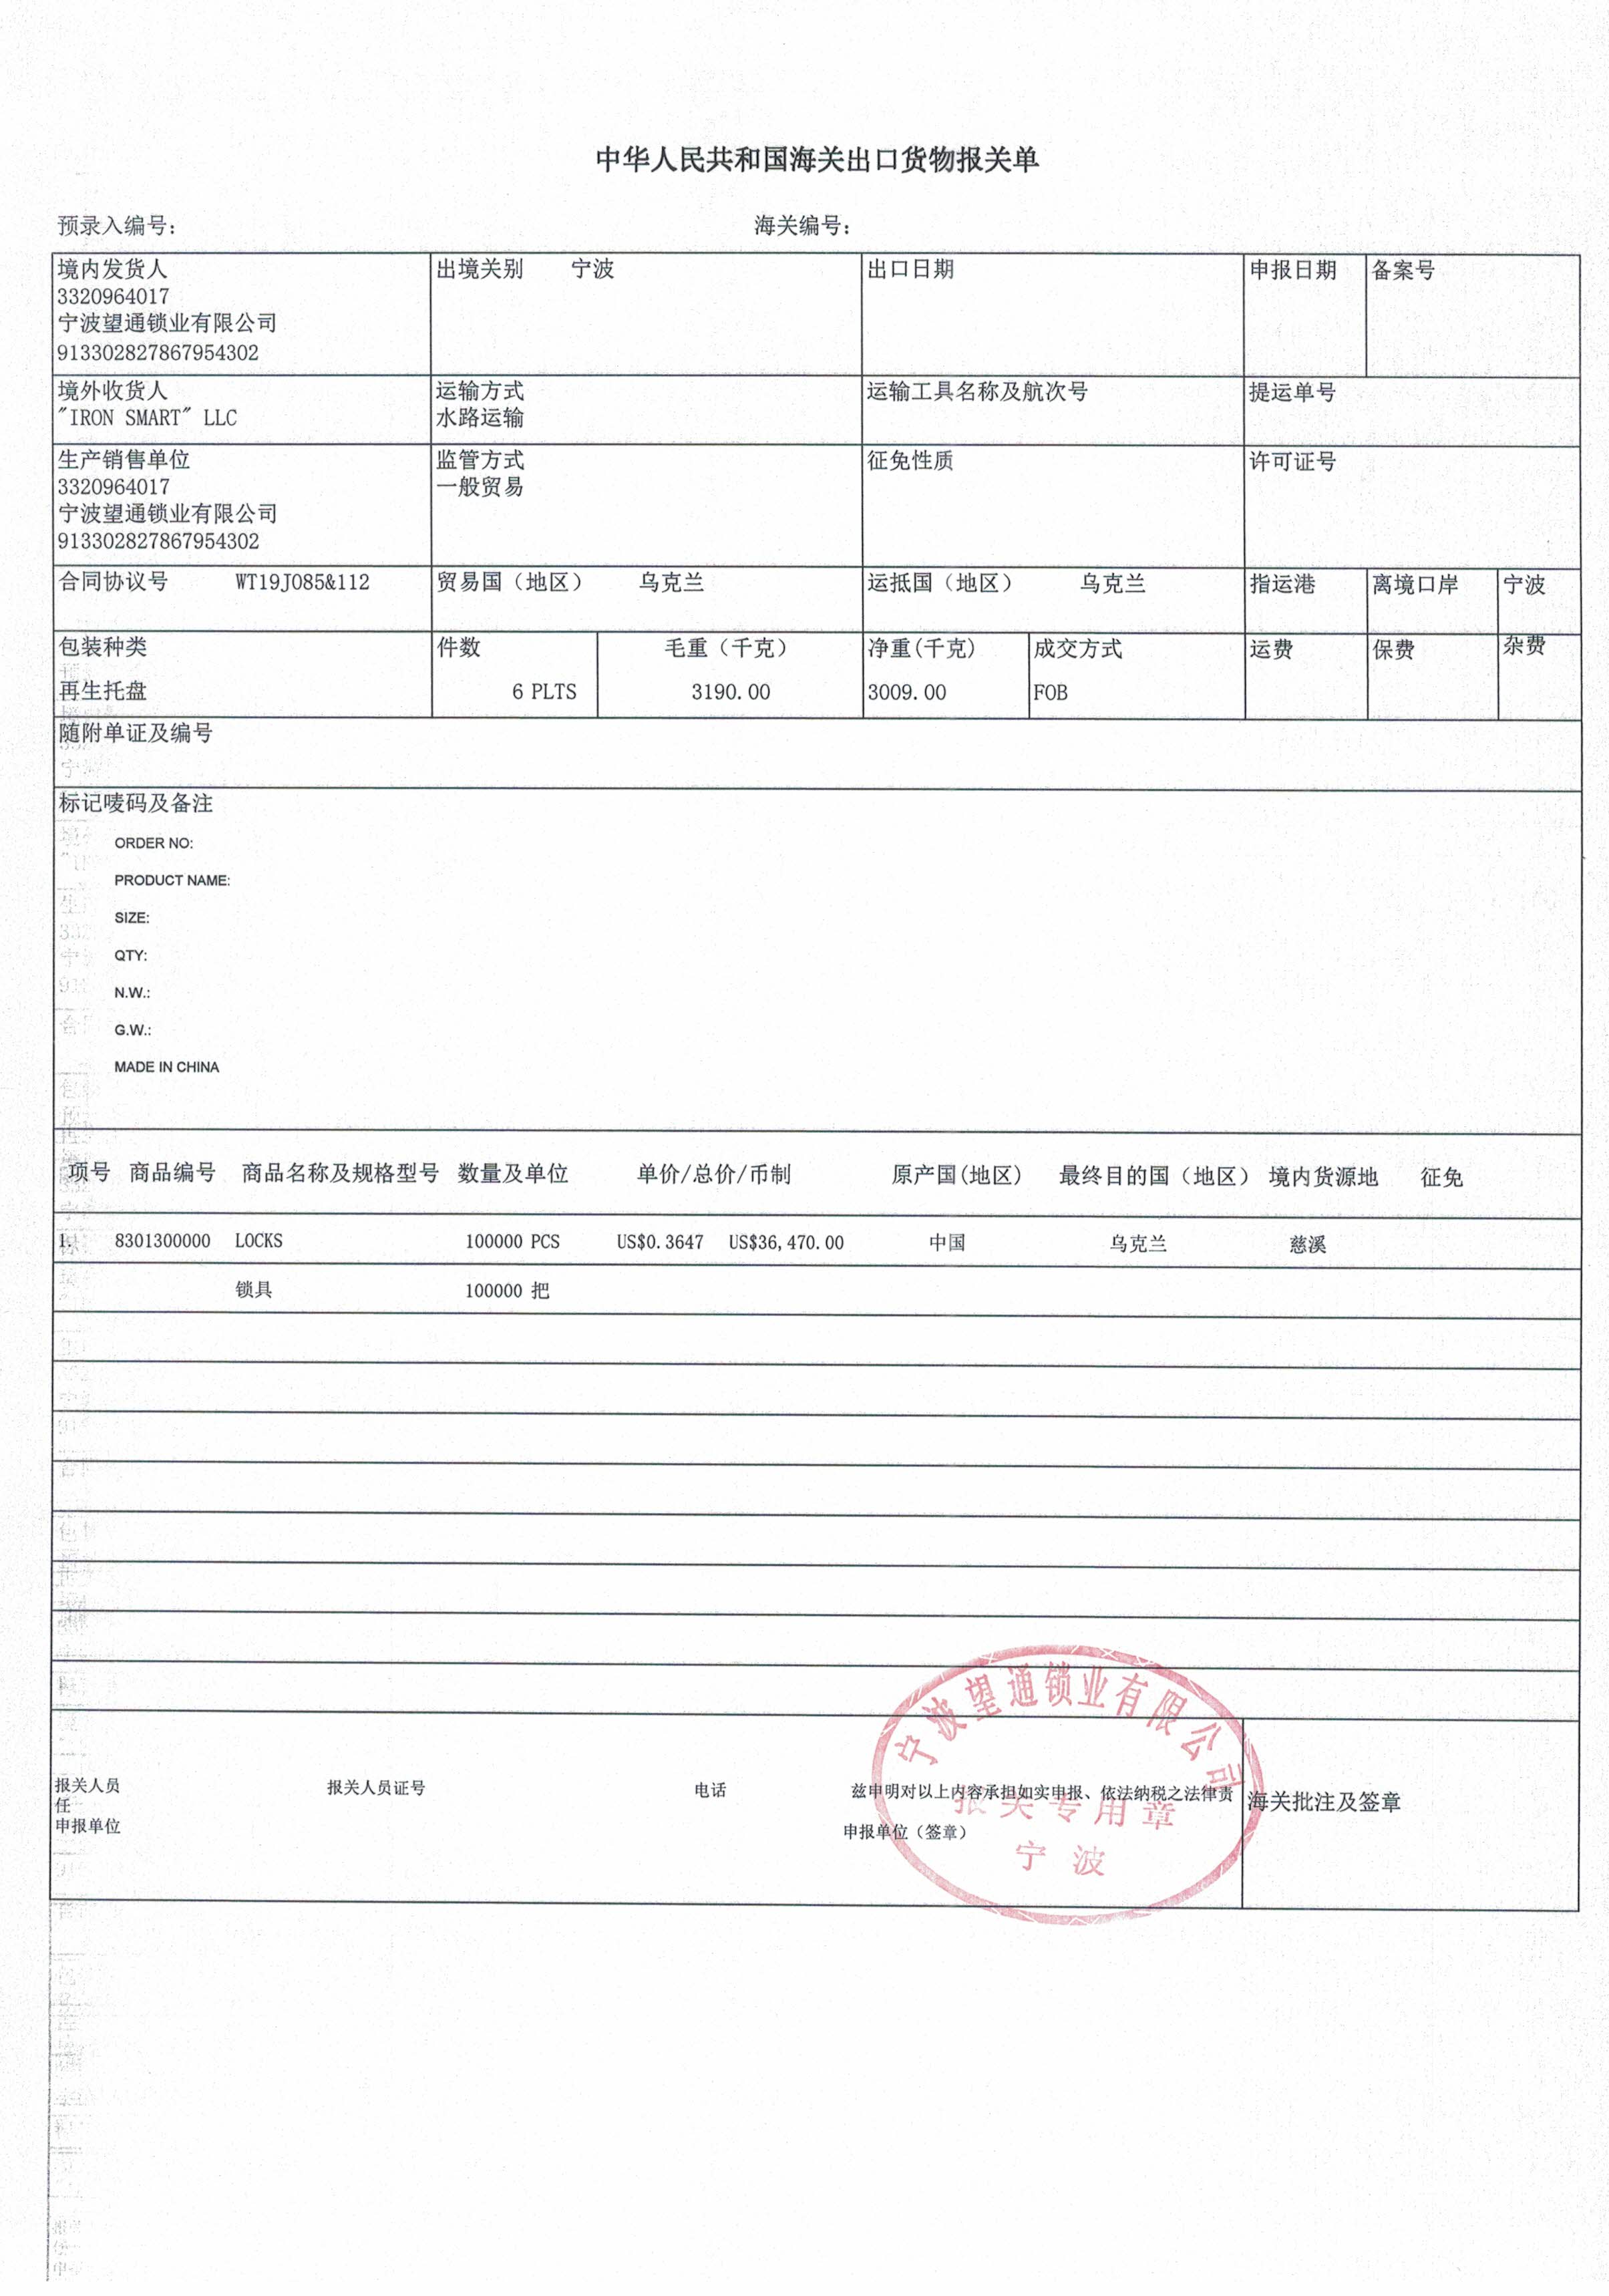 中华人民共和国海关出口货物报关单
预录入编号： 海关编号：
境内发货人 出境关别 宁波 出口日期 申报日期 备案号
3320964017
宁波望通锁业有限公司
913302827867954302
境外收货人 运输方式 运输工具名称及航次号 提运单号
"IRON SMART" LLC 水路运输
生产销售单位 监管方式 征免性质 许可证号
3320964017 一般贸易
宁波望通锁业有限公司
913302827867954302
合同协议号 WT19J085&112 贸易国（地区） 乌克兰 运抵国（地区） 乌克兰 指运港 离境口岸 宁波
包装种类 件数 毛重（千克） 净重(千克) 成交方式 运费 保费 杂费
再生托盘 6 PLTS 3190.00 3009.00 FOB
随附单证及编号
标记唛码及备注
ORDER NO:
PRODUCT NAME:
SIZE:
QTY:
N.W.:
G.W.:
MADE IN CHINA
项号 商品编号 商品名称及规格型号 数量及单位 单价/总价/币制 原产国(地区) 最终目的国（地区） 境内货源地 征免
1. 8301300000 LOCKS 100000 PCS US$0.3647 US$36,470.00 中国 乌克兰 慈溪
锁具 100000 把
宁波望通锁业有限公司
报关人员 报关人员证号 电话 兹申明对以上内容承担如实申报、依法纳税之法律责
任
报关专用章
海关批注及签章
申报单位 申报单位（签章）
宁波